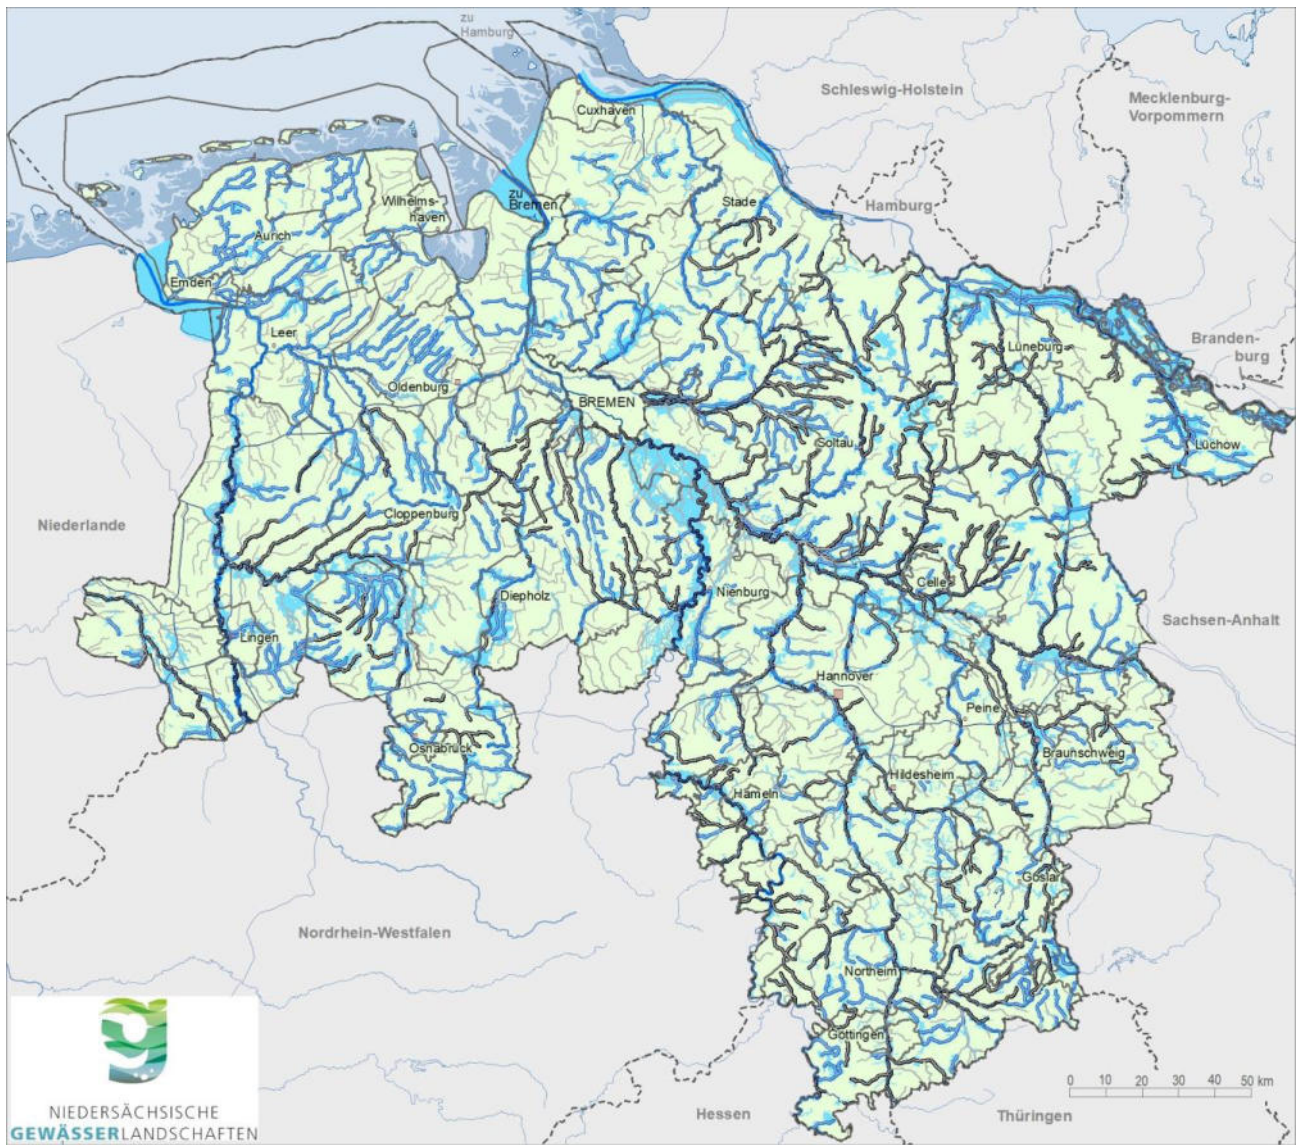 zu
Hamburg
Schleswig-Holstein
Mecklenburg-
Vorpommern
Cuxhaven
zu
Bremen
Stade
Hamburg
Wilhelms-
haven
Aurich
Emden
Leer
Lüneburg
Branden-
burg
Oldenburg
BREMEN
Soltau
Lüchow
Niederlande
Cloppenburg
Celle
Diepholz
Nienburg
Sachsen-Anhalt
Lingen
Hannover
Peine
Osnabrück
Braunschweig
Hildesheim
Hameln
Goslar
Nordrhein-Westfalen
Northeim
Göttingen
0 10 20 30 40 50 km
Hessen
Thüringen
NIEDERSÄCHSISCHE
GEWÄSSERLANDSCHAFTEN